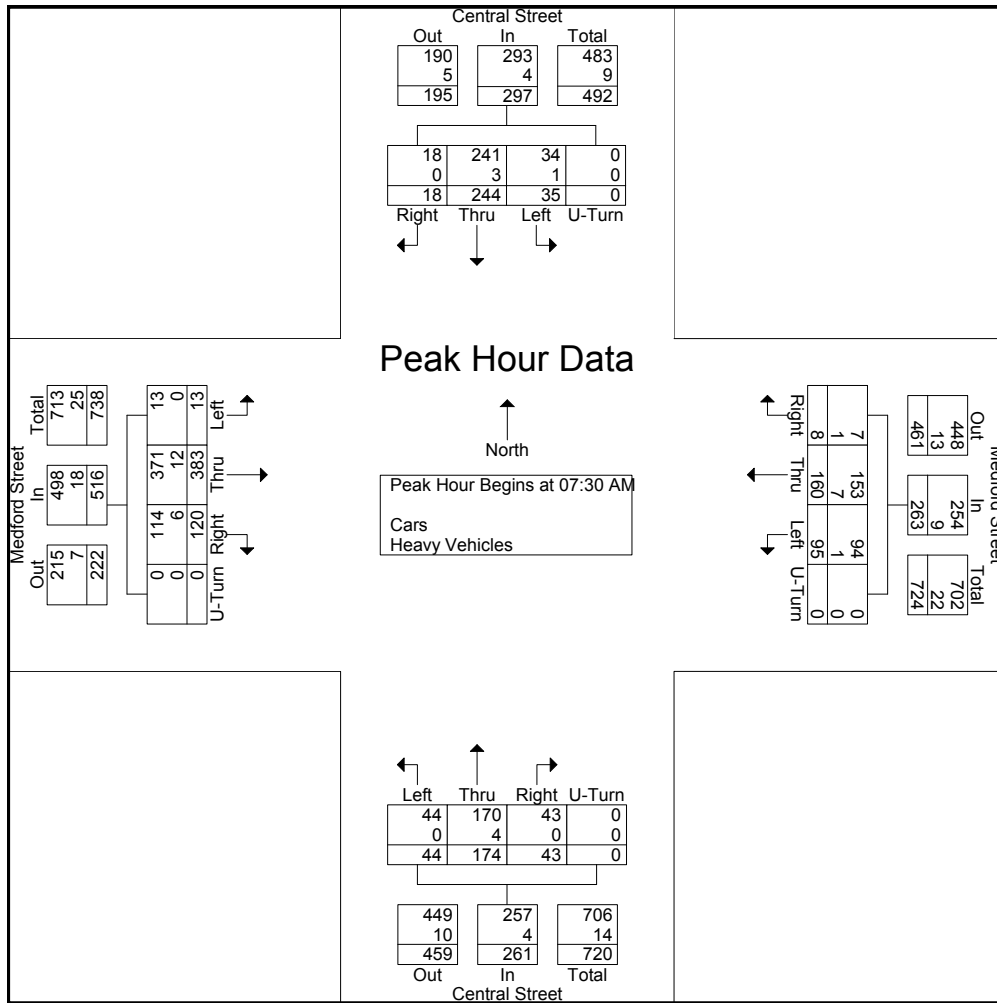 Central Street
Out In Total
190 293 483
5 4 9
195 297 492
18 241 34 0
0 3 1 0
18 244 35 0
Right Thru Left U-Turn
Peak Hour Data
North
Peak Hour Begins at 07:30 AM
Cars
Heavy Vehicles
Medford Street
Out In Total
215 498 713
7 18 25
222 516 738
U-Turn Right Thru Left
0 114 371 13
0 6 12 0
0 120 383 13
Medford Street
Out In Total
448 254 702
13 9 22
461 263 724
Right Thru Left U-Turn
7 153 94 0
1 7 1 0
8 160 95 0
Left Thru Right U-Turn
44 170 43 0
0 4 0 0
44 174 43 0
449 257 706
10 4 14
459 261 720
Out In Total
Central Street